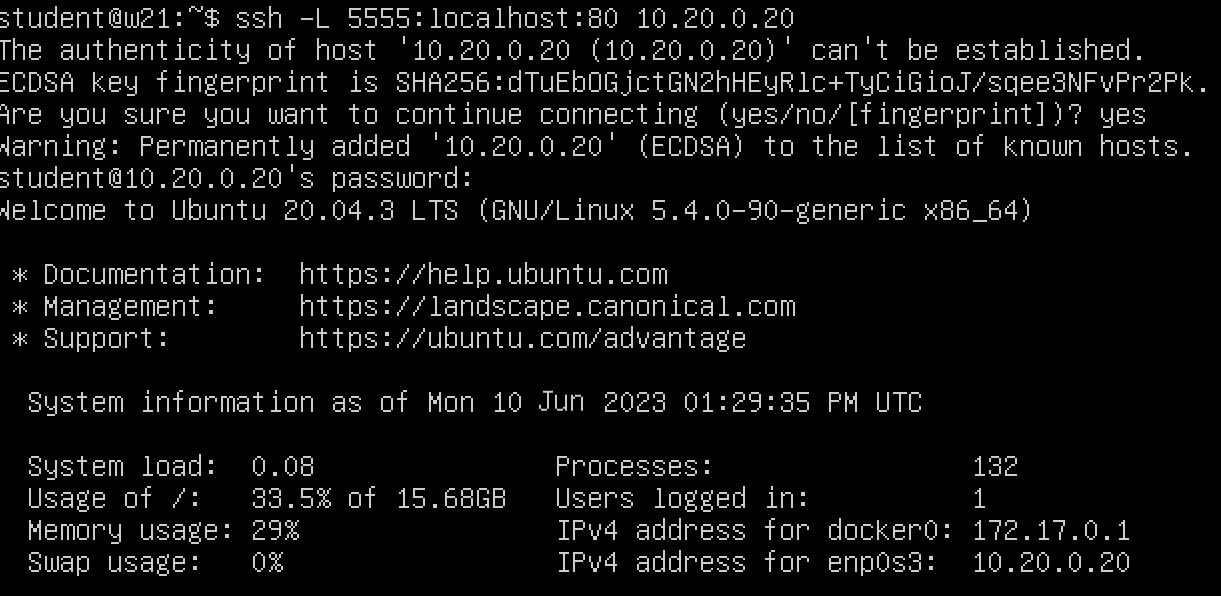 student@w21:~$ ssh -L 5555:localhost:80 10.20.0.20
The authenticity of host '10.20.0.20 (10.20.0.20)' can't be established.
ECDSA key fingerprint is SHA256:dTuEbOGjctGN2hHEyRlc+TyCiGioJ/sqee3NFvPr2Pk.
Are you sure you want to continue connecting (yes/no/[fingerprint])? yes
Warning: Permanently added '10.20.0.20' (ECDSA) to the list of known hosts.
student@10.20.0.20's password:
Welcome to Ubuntu 20.04.3 LTS (GNU/Linux 5.4.0-90-generic x86_64)
* Documentation: https://help.ubuntu.com
* Management: https://landscape.canonical.com
* Support: https://ubuntu.com/advantage
System information as of Mon 10 Jun 2023 01:29:35 PM UTC
System load: 0.08 Processes: 132
Usage of /: 33.5% of 15.68GB Users logged in: 1
Memory usage: 29% IPv4 address for docker0: 172.17.0.1
Swap usage: 0% IPv4 address for enp0s3: 10.20.0.20